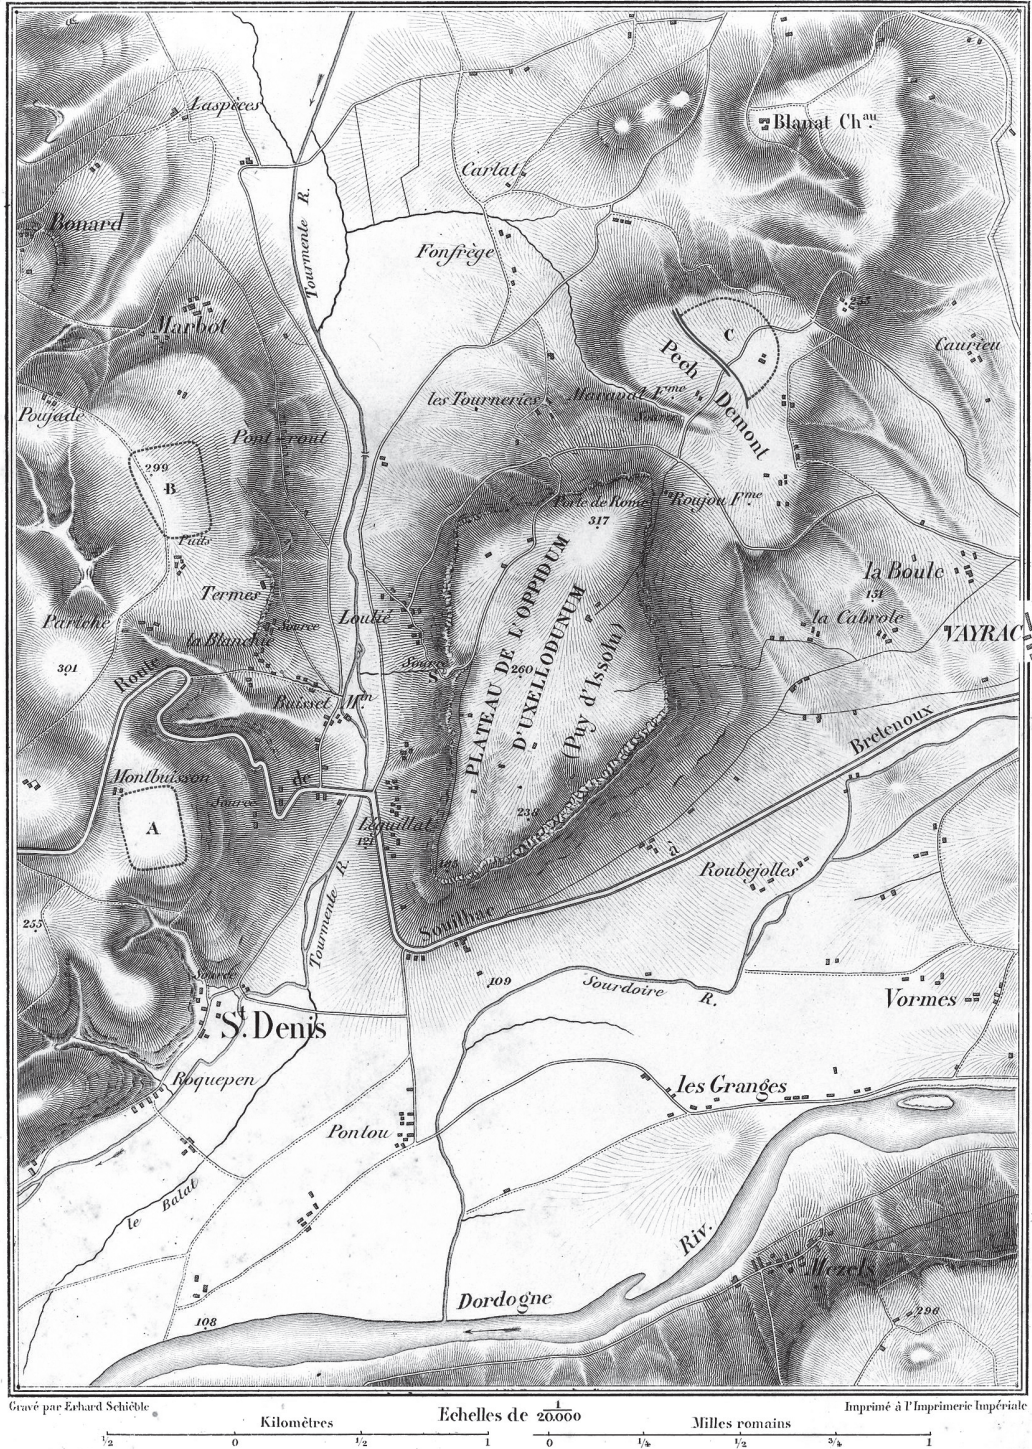 Laspèces
Blanat Ch.au
Carlat
Bonard
Tourmente R.
Fonfrège
255
C
Marbot
Caurieu
Pech Demont
Poujade
les Tourneries
Maraval F.me
Source
Pont-rout
299
B
Porte de Rome
Roujou F.me
317
Puits
la Boule
151
Termes
Loulié
PLATEAU DE L'OPPIDUM
D'UXELLODUNUM
(Puy d'Issolu)
la Cabrole
VAYRAC
la Blanchie
Source
Source
S
301
Route
260
Buisset
M.in
de
Bretenoux
Montbuisson
Source
A
238
Léguillat
121
à
Roubejolles
Tourmente R.
Souilhac
255
Source
109
Sourdoire R.
Vormes
St. Denis
Roquepen
les Granges
Pontou
le Balat
Riv.
Mezels
Dordogne
296
108
Gravé par Erhard Schièble
Echelles de 1/20.000
Imprimé à l'Imprimerie Impériale
Kilomètres
Milles romains
1/2 0 1/2 1
0 1/4 1/2 3/4 1